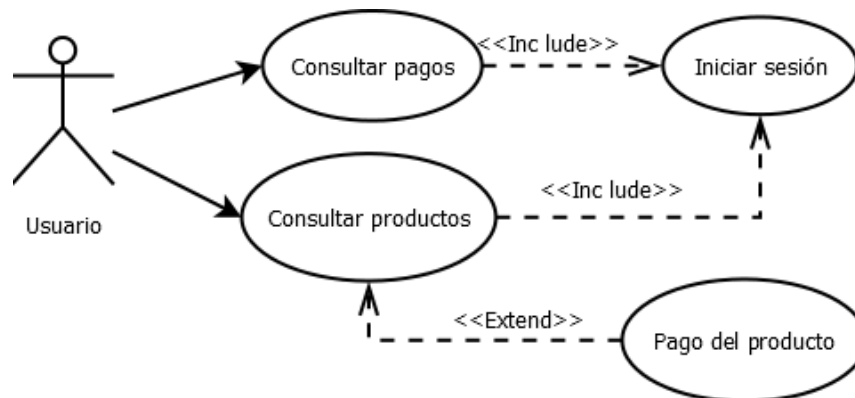 <<Inc lude>>
Consultar pagos
Iniciar sesión
<<Inc lude>>
Consultar productos
Usuario
<<Extend>>
Pago del producto